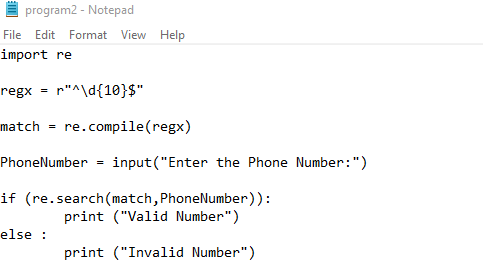 program2 - Notepad
File Edit Format View Help
import re
regx = r"^\d{10}$"
match = re.compile(regx)
PhoneNumber = input("Enter the Phone Number:")
if (re.search(match,PhoneNumber)):
        print ("Valid Number")
else :
        print ("Invalid Number")